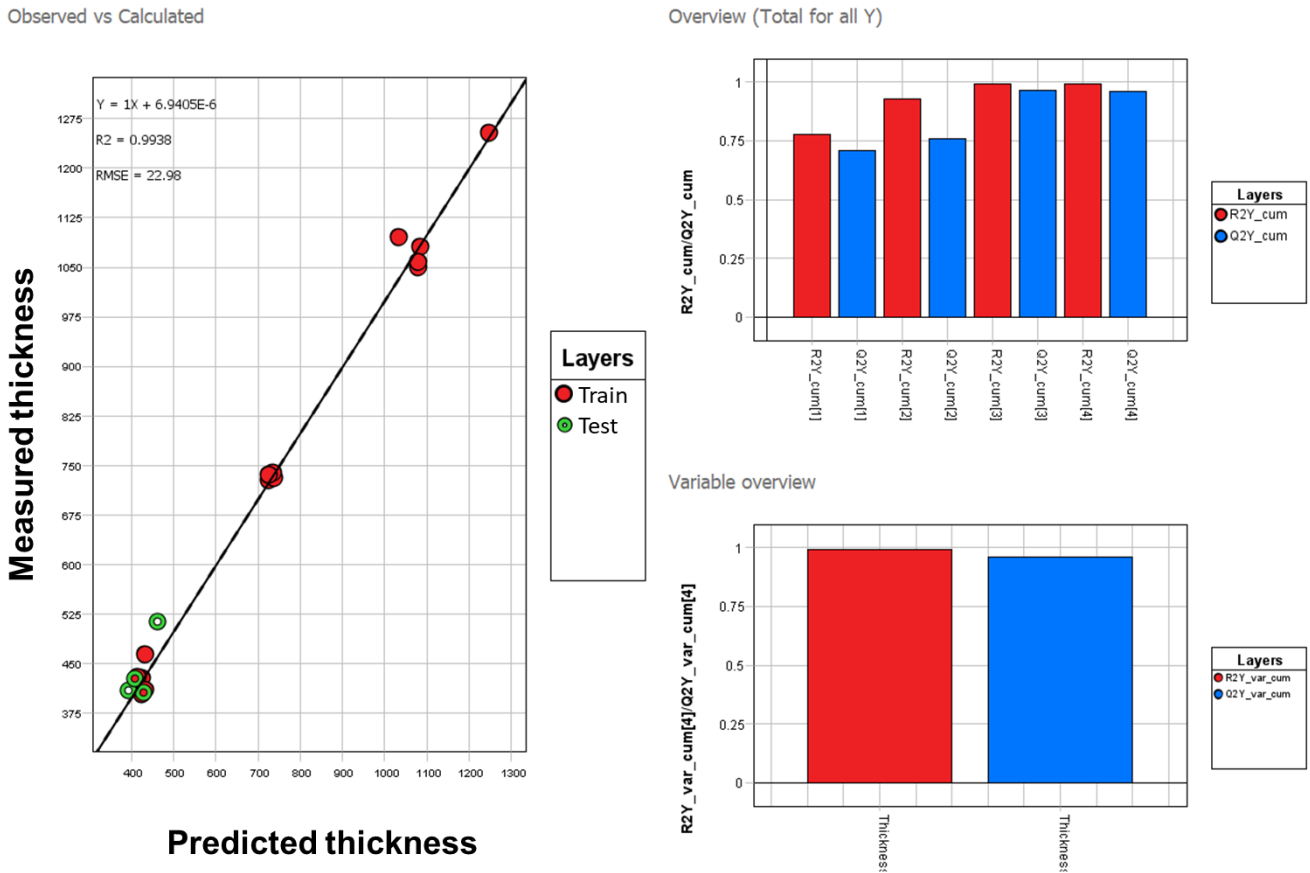 Observed vs Calculated
Y = 1X + 6.9405E-6
R2 = 0.9938
RMSE = 22.98
1275
1200
1125
1050
975
900
825
750
675
600
525
450
375
400 500 600 700 800 900 1000 1100 1200 1300
Measured thickness
Predicted thickness
Layers
Train
Test
Overview (Total for all Y)
R2Y_cum/Q2Y_cum
1
0.75
0.5
0.25
0
R2Y_cum[1]
Q2Y_cum[1]
R2Y_cum[2]
Q2Y_cum[2]
R2Y_cum[3]
Q2Y_cum[3]
R2Y_cum[4]
Q2Y_cum[4]
Layers
R2Y_cum
Q2Y_cum
Variable overview
R2Y_var_cum[4]/Q2Y_var_cum[4]
1
0.75
0.5
0.25
0
Thickness
Thickness
Layers
R2Y_var_cum
Q2Y_var_cum